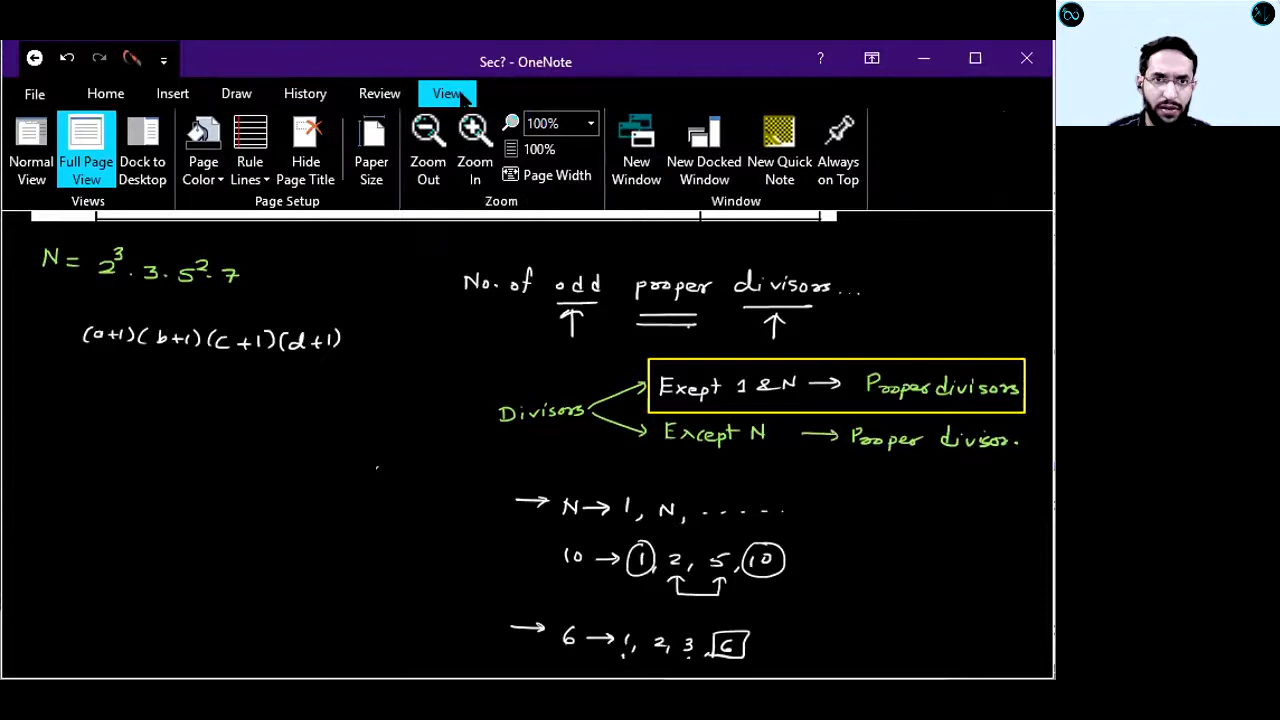 Sec? - OneNote
?
File Home Insert Draw History Review View
Normal View
Full Page View
Dock to Desktop
Page Color
Rule Lines
Hide Page Title
Paper Size
Zoom Out
Zoom In
100%
100%
Page Width
New Window
New Docked Window
New Quick Note
Always on Top
Views Page Setup Zoom Window
N = 2³ · 3 · 5² · 7
(a+1)(b+1)(c+1)(d+1)
No. of odd proper divisors...
Divisors
Exept 1 & N → Proper divisors
Except N → Proper divisor.
→ N → 1, N, ......
10 → 1, 2, 5, 10
→ 6 → 1, 2, 3, 6